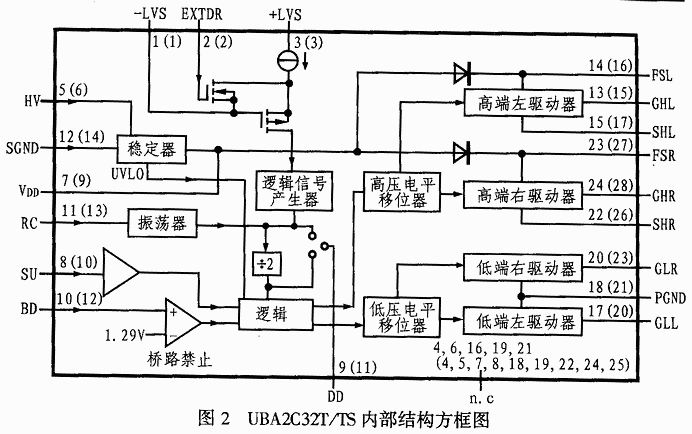 -LVS EXTDR +LVS
1 (1) 2 (2) 3 (3)
14 (16) FSL
HV 5 (6)
13 (15) GHL
高端左驱动器
15 (17) SHL
SGND 12 (14)
稳定器
23 (27) FSR
UVLO
逻辑信号
产生器
高压电平
移位器
24 (28) GHR
高端右驱动器
VDD 7 (9)
RC 11 (13)
振荡器
22 (26) SHR
÷2
SU 8 (10)
20 (23) GLR
低端右驱动器
18 (21) PGND
BD 10 (12)
+
逻辑
低压电平
移位器
17 (20) GLL
低端左驱动器
1.29V
−
桥路禁止
4, 6, 16, 19, 21
(4, 5, 7, 8, 18, 19, 22, 24, 25)
9 (11)
DD
n.c
图 2 UBA2C32T/TS 内部结构方框图